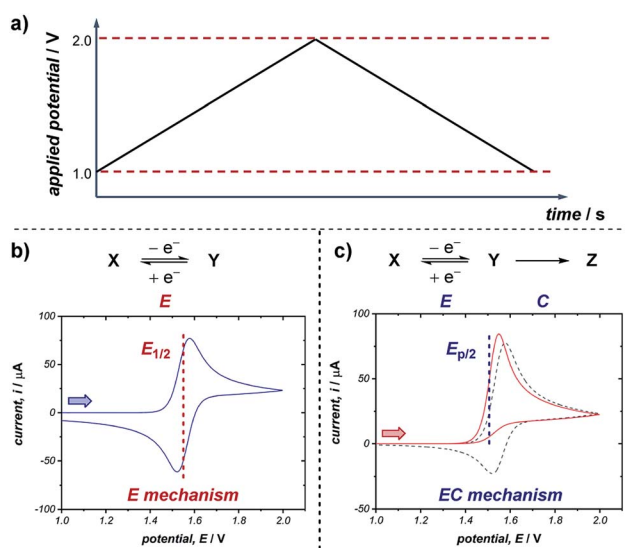 a)
applied potential / V
2.0
1.0
time / s
b)
X − e⁻ + e⁻ Y
E
100
50
0
-50
-100
current, i / μA
E1/2
E mechanism
1.0 1.2 1.4 1.6 1.8 2.0
potential, E / V
c)
X − e⁻ + e⁻ Y Z
E C
100
50
0
-50
current, i / μA
Ep/2
EC mechanism
1.0 1.2 1.4 1.6 1.8 2.0
potential, E / V